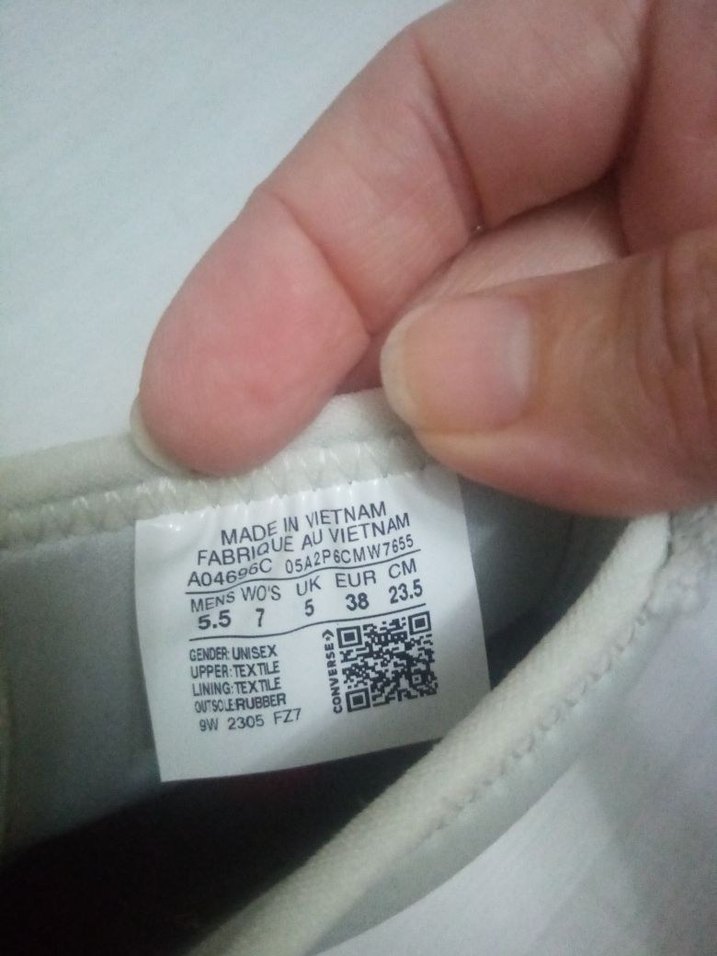 MADE IN VIETNAM
FABRIQUE AU VIETNAM
A04696C 05A2P6CMW7655
MENS WO'S UK EUR CM
5.5 7 5 38 23.5
GENDER: UNISEX
UPPER: TEXTILE
LINING: TEXTILE
OUTSOLE: RUBBER
9W 2305 FZ7
CONVERSE